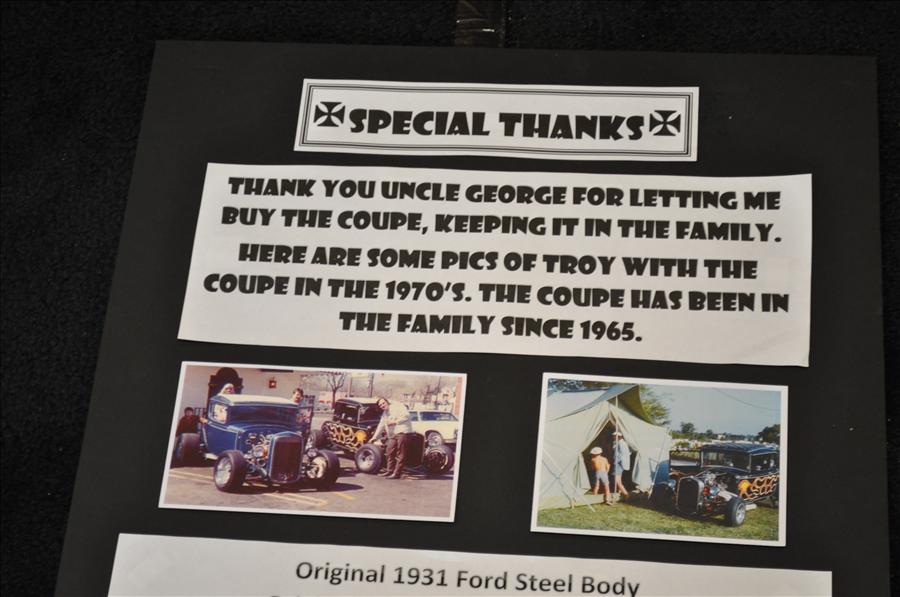 SPECIAL THANKS
THANK YOU UNCLE GEORGE FOR LETTING ME
BUY THE COUPE, KEEPING IT IN THE FAMILY.
HERE ARE SOME PICS OF TROY WITH THE
COUPE IN THE 1970'S. THE COUPE HAS BEEN IN
THE FAMILY SINCE 1965.
Original 1931 Ford Steel Body